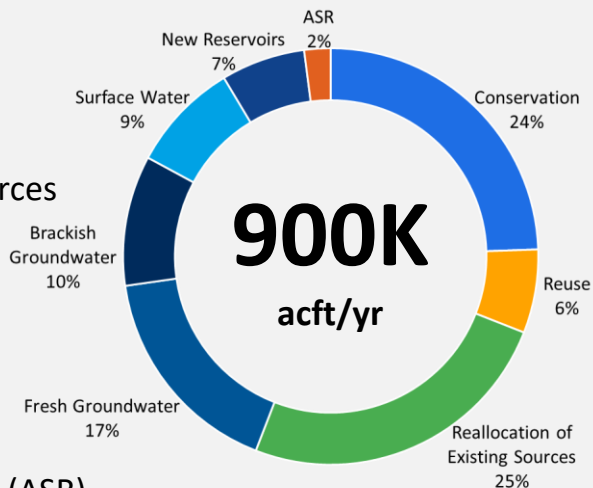 ASR
2%
New Reservoirs
7%
Surface Water
9%
Conservation
24%
rces
Brackish
Groundwater
10%
900K
acft/yr
Reuse
6%
Fresh Groundwater
17%
Reallocation of
Existing Sources
25%
(ASR)